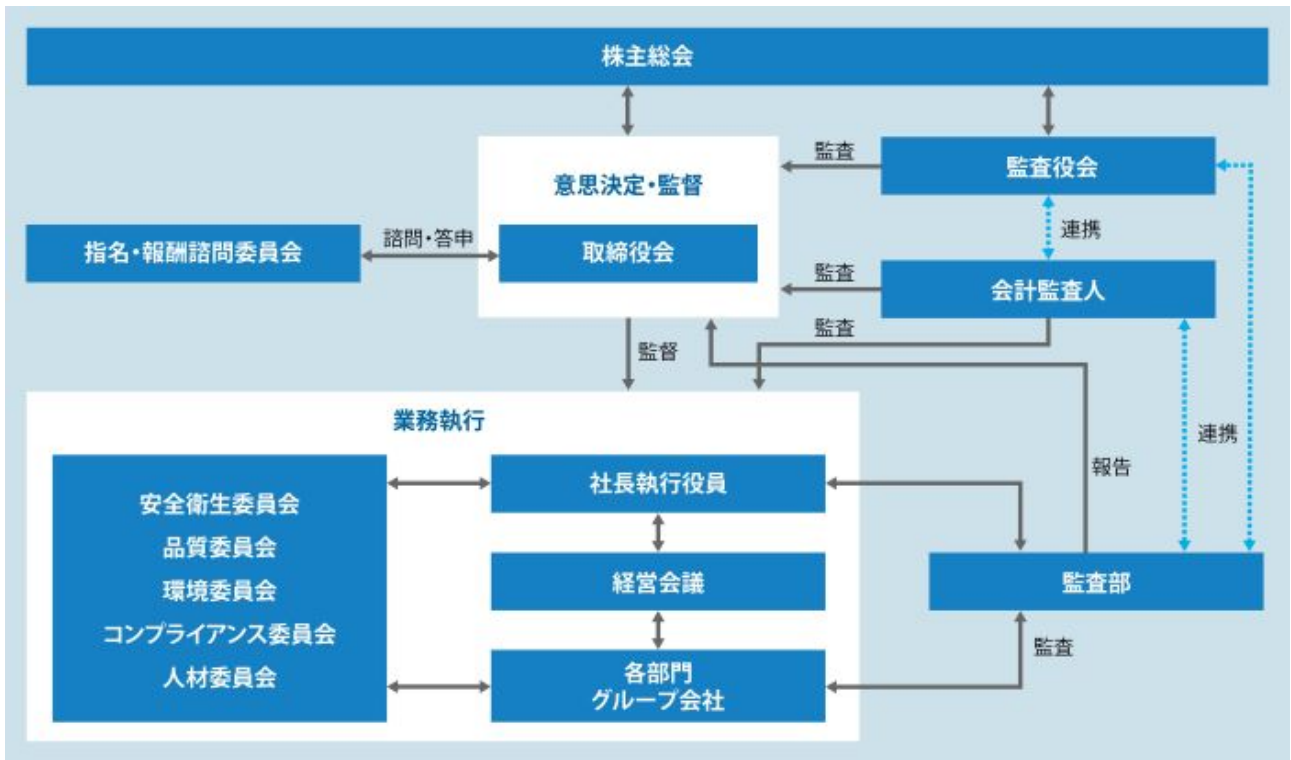 株主総会
監査
監査役会
意思決定・監督
連携
指名・報酬諮問委員会
諮問・答申
取締役会
監査
会計監査人
監査
監督
業務執行
連携
報告
安全衛生委員会
品質委員会
環境委員会
コンプライアンス委員会
人材委員会
社長執行役員
経営会議
各部門
グループ会社
監査部
監査